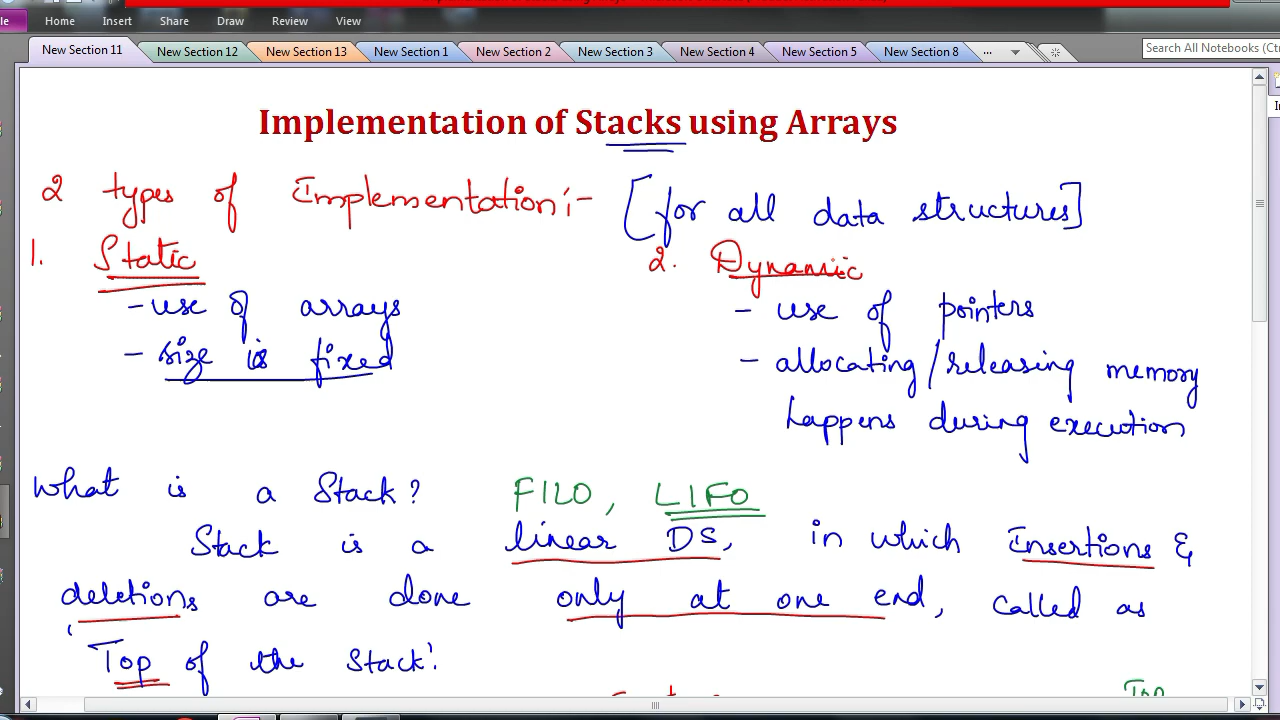 le Home Insert Share Draw Review View
New Section 11 New Section 12 New Section 13 New Section 1 New Section 2 New Section 3 New Section 4 New Section 5 New Section 8 ... Search All Notebooks (Ct
Implementation of Stacks using Arrays
2 types of Implementation:- [for all data structures]
1. Static
- use of arrays
- size is fixed
2. Dynamic
- use of pointers
- allocating/releasing memory
happens during execution
What is a Stack? FILO, LIFO
Stack is a linear DS, in which Insertions &
deletions are done only at one end, called as
Top of the Stack.
Top